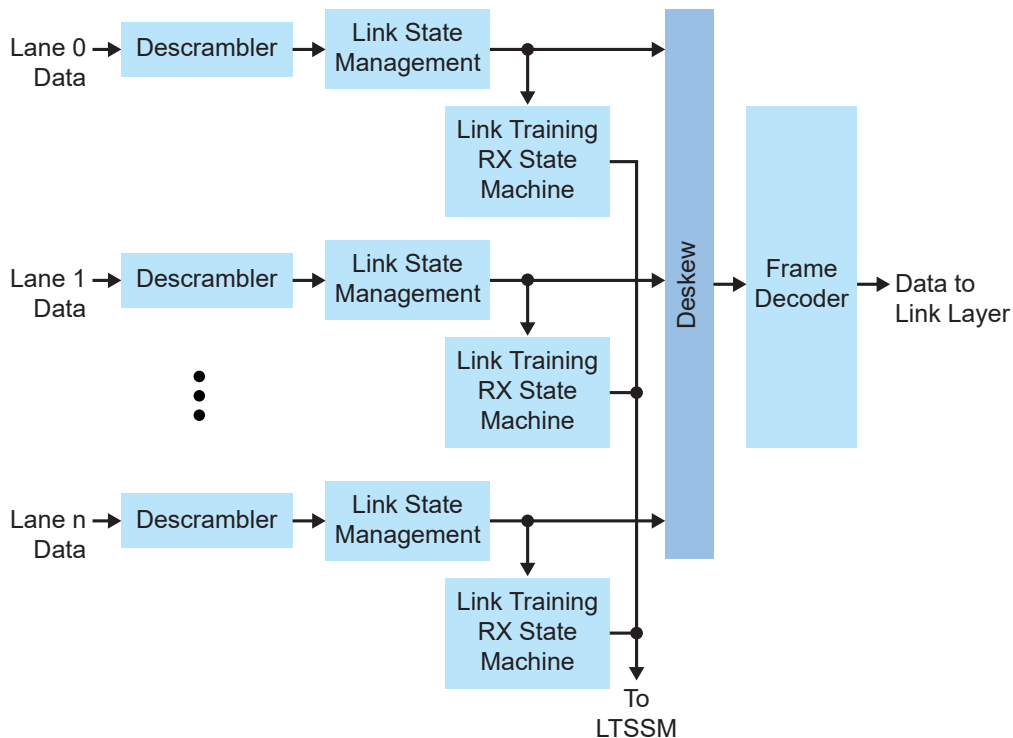 Lane 0
Data
Descrambler
Link State
Management
Link Training
RX State
Machine
Lane 1
Data
Descrambler
Link State
Management
Link Training
RX State
Machine
Lane n
Data
Descrambler
Link State
Management
Link Training
RX State
Machine
To
LTSSM
Deskew
Frame
Decoder
Data to
Link Layer